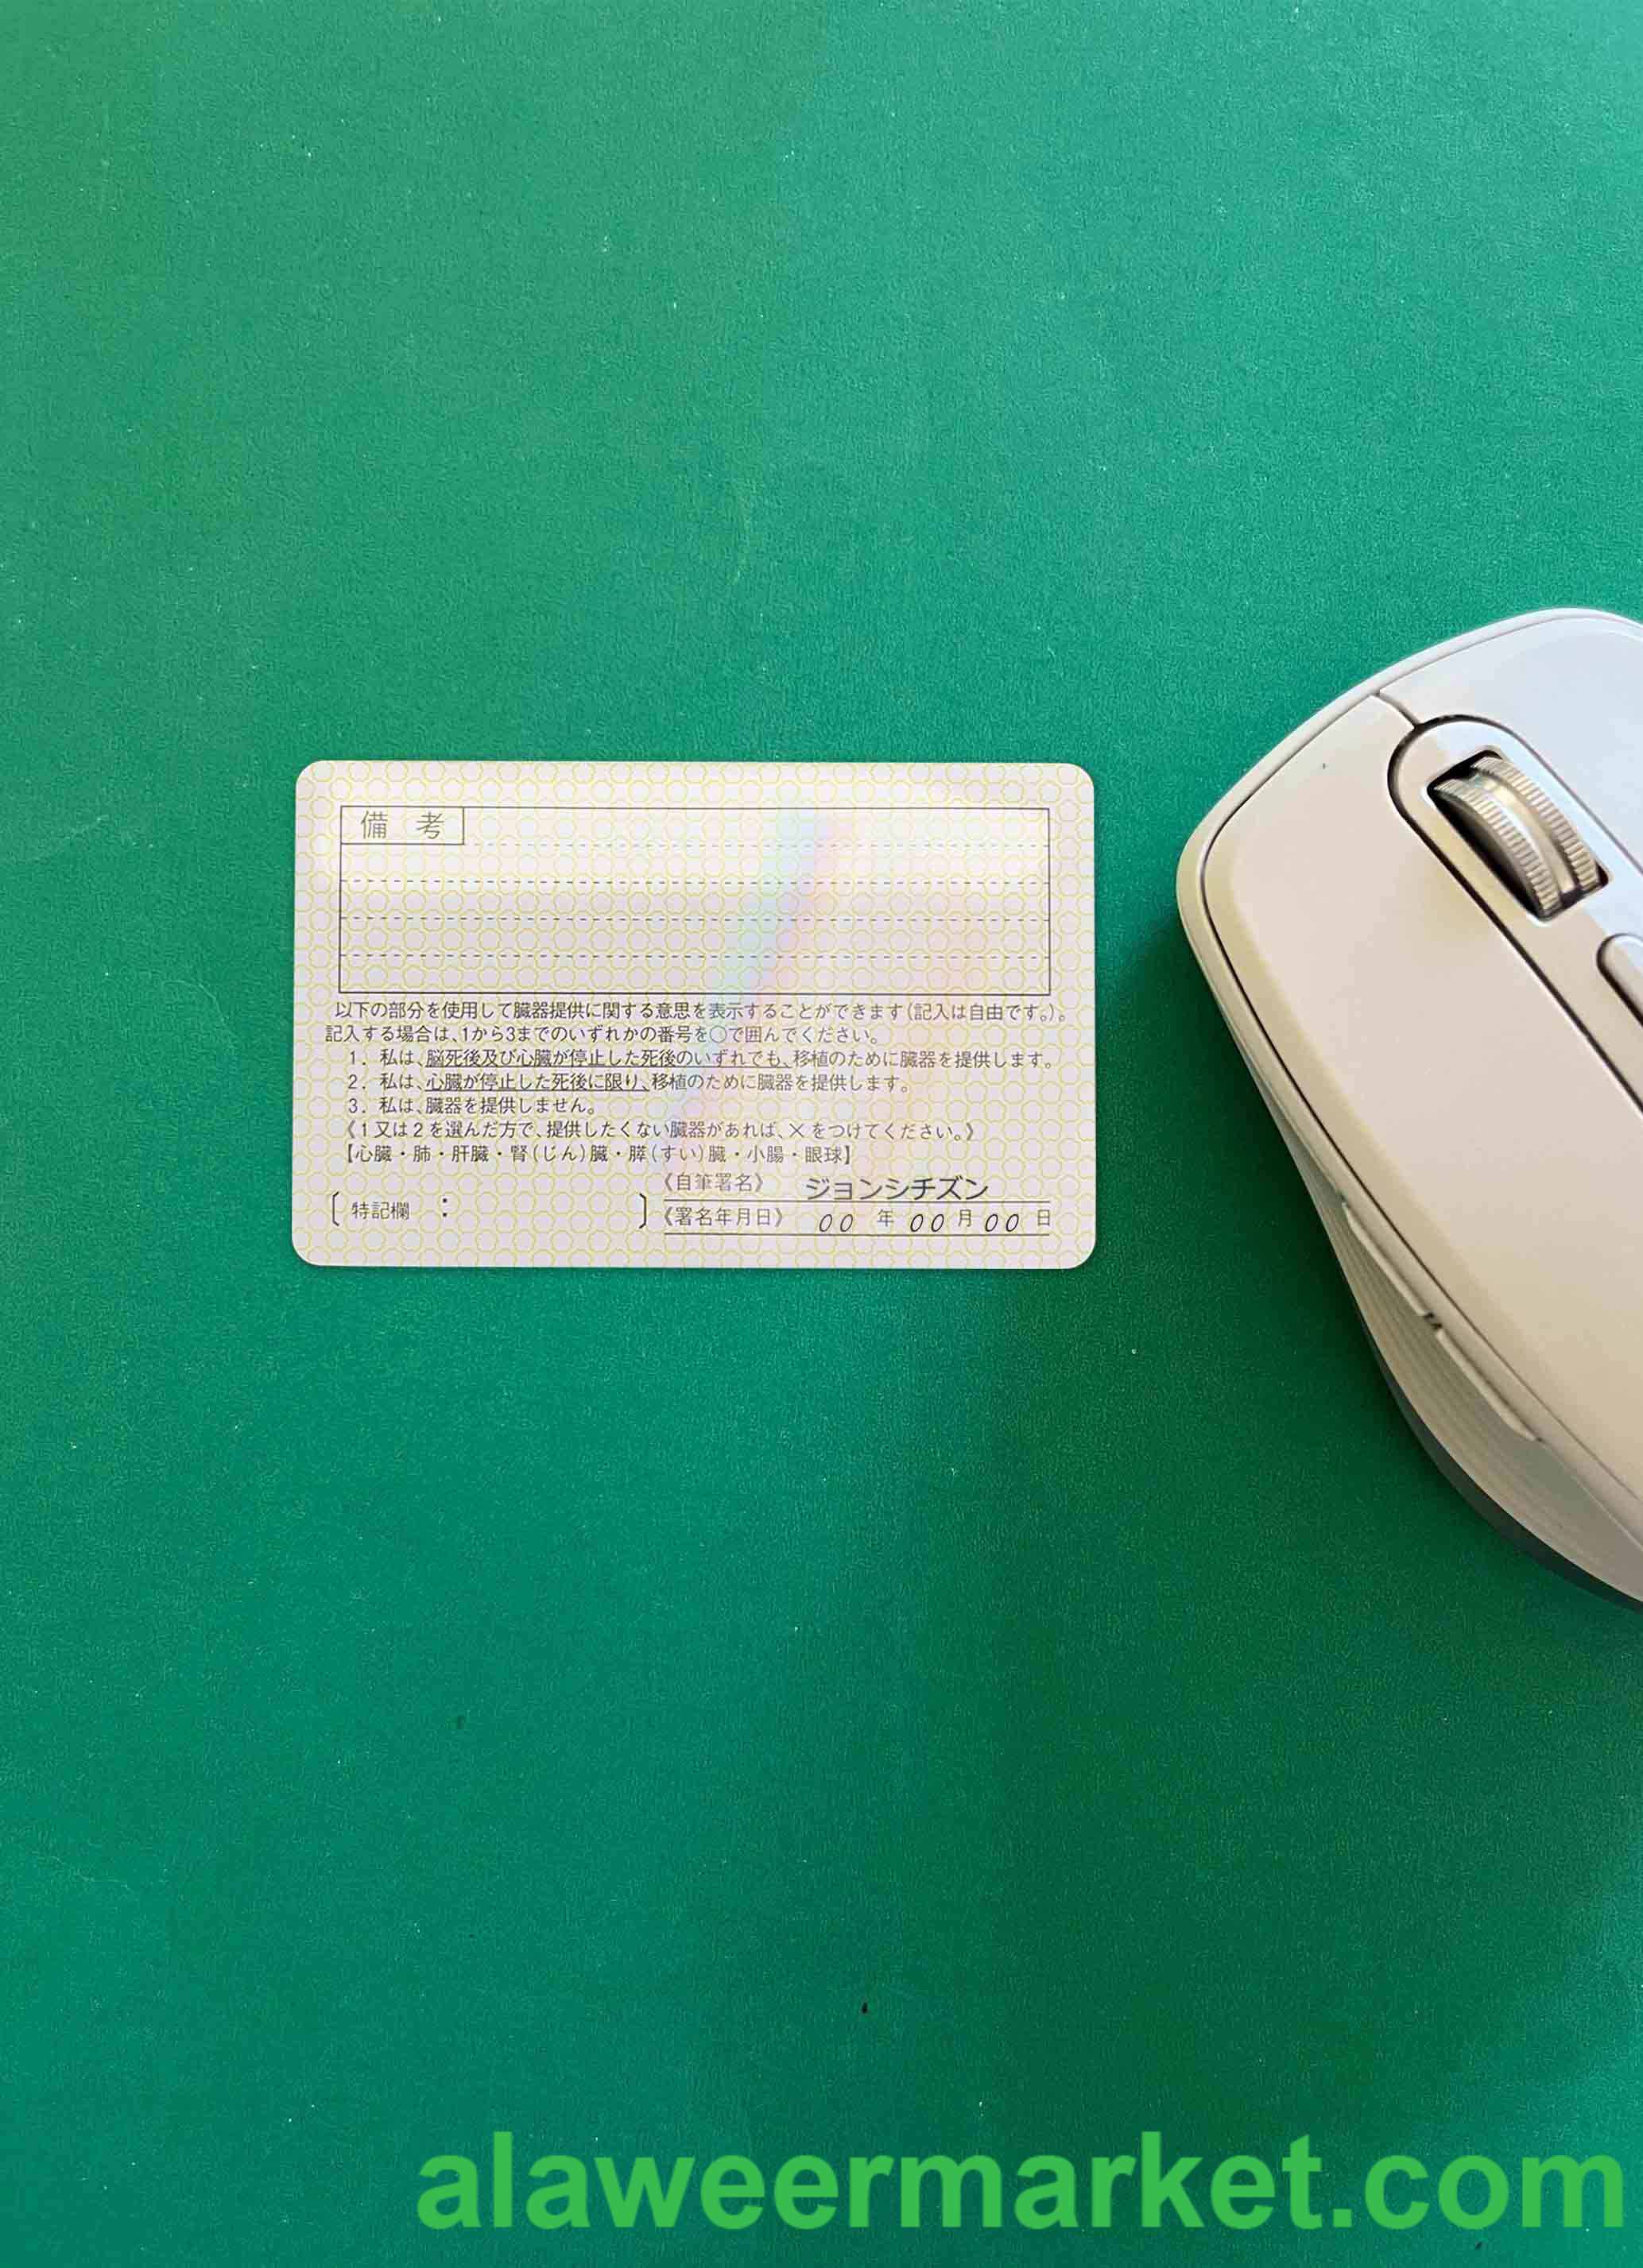 備 考
以下の部分を使用して臓器提供に関する意思を表示することができます(記入は自由です。)。
記入する場合は、1から3までのいずれかの番号を○で囲んでください。
1. 私は、脳死後及び心臓が停止した死後のいずれでも、移植のために臓器を提供します。
2. 私は、心臓が停止した死後に限り、移植のために臓器を提供します。
3. 私は、臓器を提供しません。
《1又は2を選んだ方で、提供したくない臓器があれば、×をつけてください。》
【心臓・肺・肝臓・腎(じん)臓・膵(すい)臓・小腸・眼球】
《自筆署名》 ジョンシチズン
〔特記欄 : 〕
《署名年月日》 00 年 00 月 00 日
alaweermarket.com